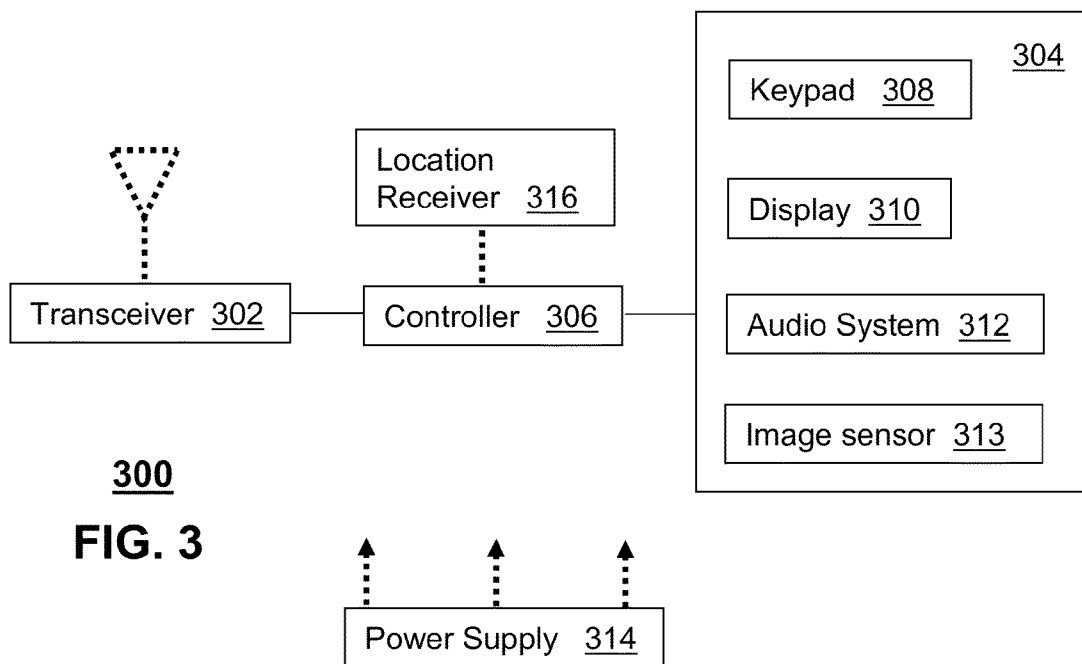 304
Keypad 308
Location
Receiver 316
Display 310
Transceiver 302
Controller 306
Audio System 312
Image sensor 313
300
FIG. 3
Power Supply 314